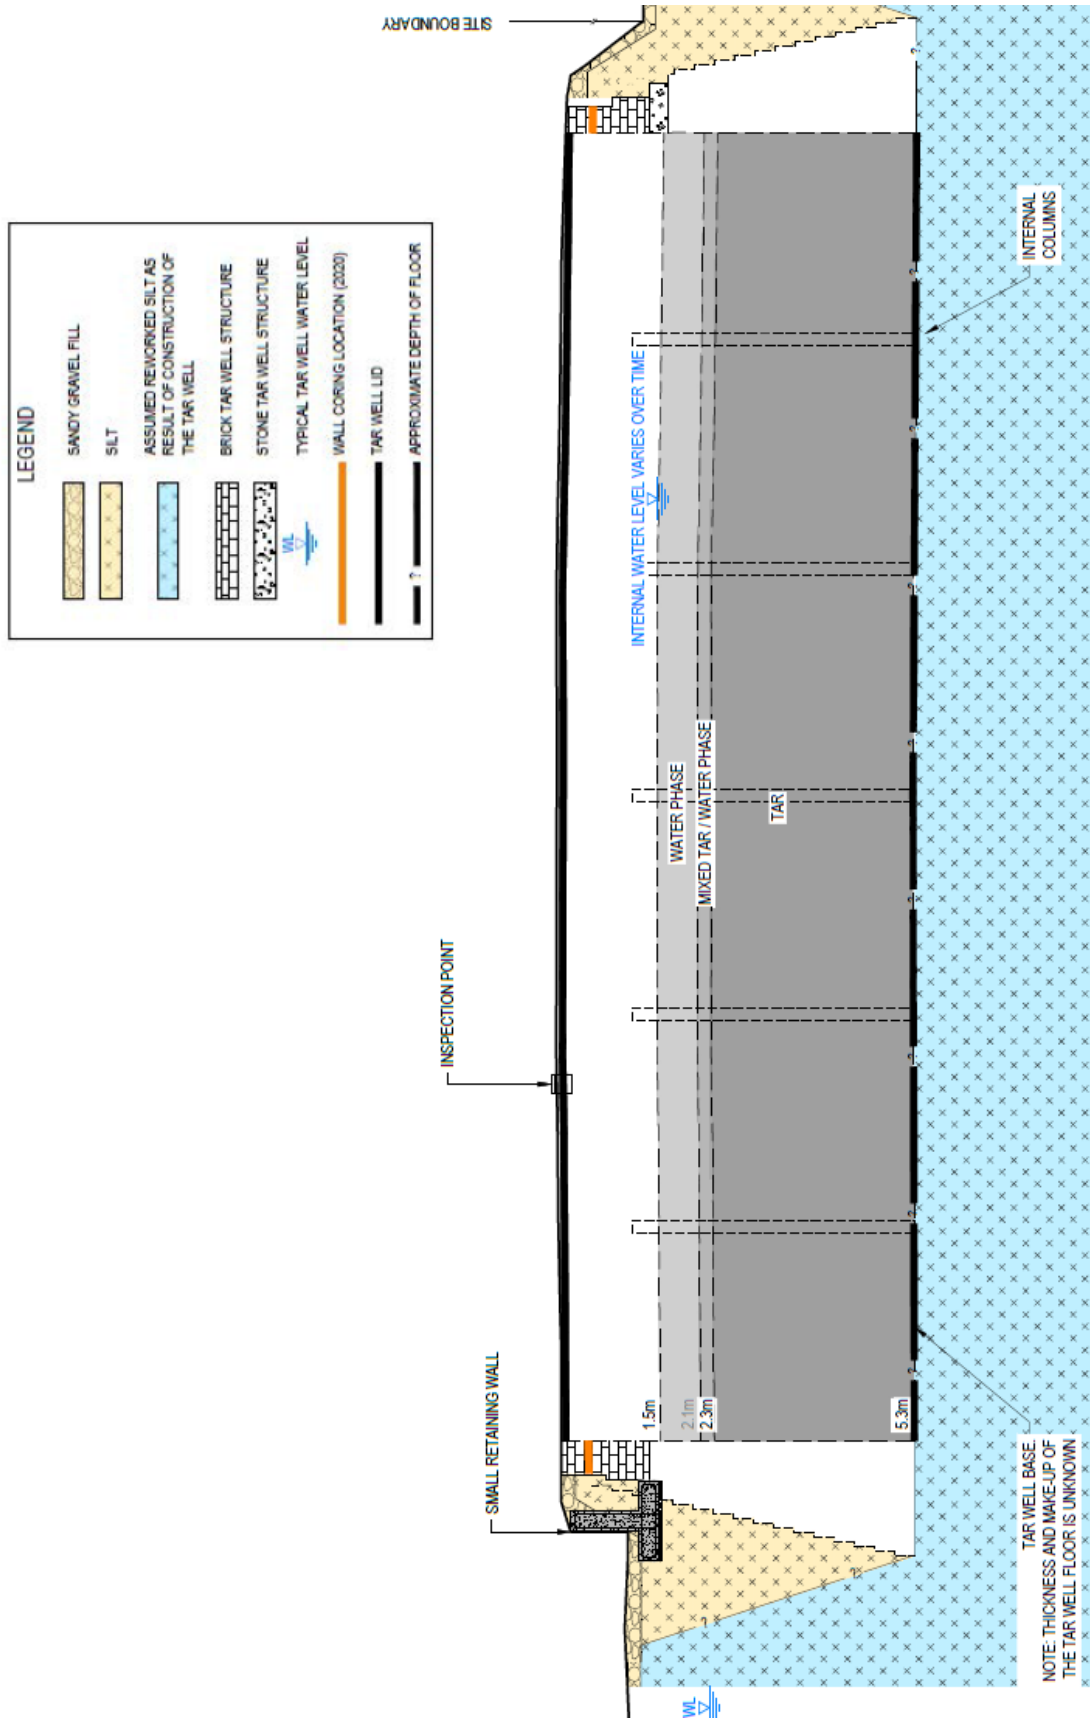 LEGEND
SANDY GRAVEL FILL
SILT
ASSUMED REWORKED SILT AS
RESULT OF CONSTRUCTION OF
THE TAR WELL
BRICK TAR WELL STRUCTURE
STONE TAR WELL STRUCTURE
WL
TYPICAL TAR WELL WATER LEVEL
WALL CORING LOCATION (2020)
TAR WELL LID
?
APPROXIMATE DEPTH OF FLOOR
SMALL RETAINING WALL
INSPECTION POINT
SITE BOUNDARY
INTERNAL WATER LEVEL VARIES OVER TIME
1.5m
WATER PHASE
2.1m
MIXED TAR / WATER PHASE
2.3m
TAR
5.3m
WL
TAR WELL BASE.
NOTE: THICKNESS AND MAKE-UP OF
THE TAR WELL FLOOR IS UNKNOWN
INTERNAL
COLUMNS